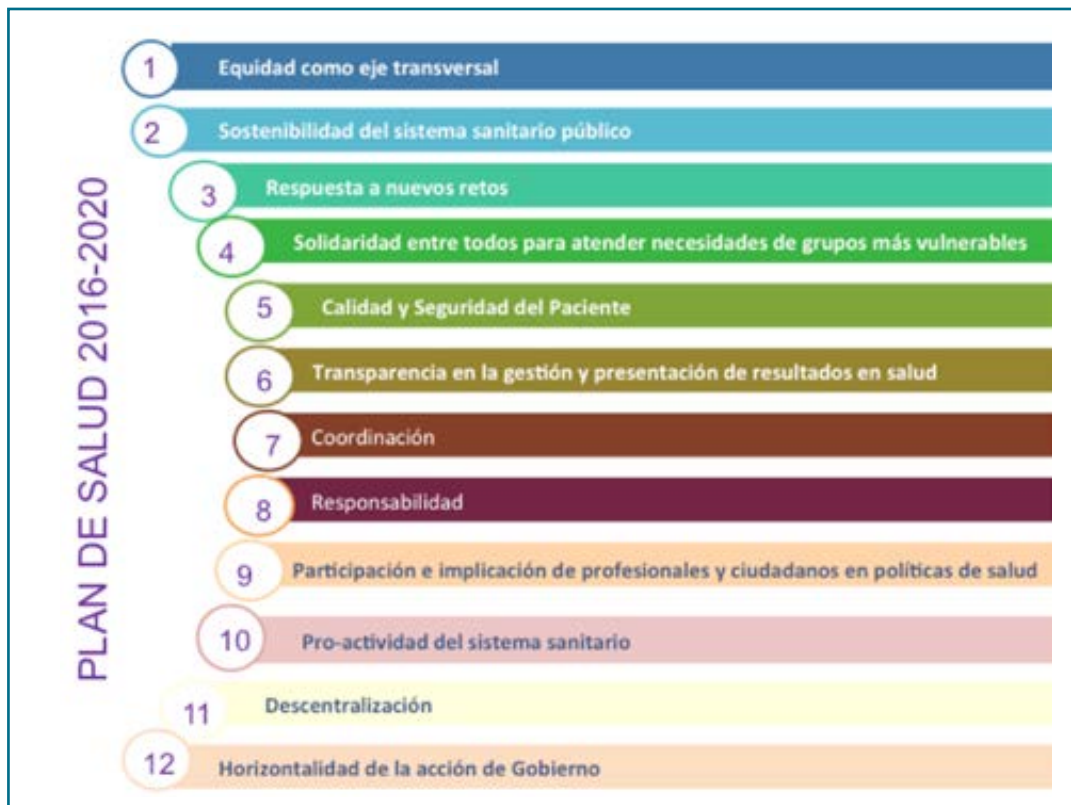 PLAN DE SALUD 2016-2020
1 Equidad como eje transversal
2 Sostenibilidad del sistema sanitario público
3 Respuesta a nuevos retos
4 Solidaridad entre todos para atender necesidades de grupos más vulnerables
5 Calidad y Seguridad del Paciente
6 Transparencia en la gestión y presentación de resultados en salud
7 Coordinación
8 Responsabilidad
9 Participación e implicación de profesionales y ciudadanos en políticas de salud
10 Pro-actividad del sistema sanitario
11 Descentralización
12 Horizontalidad de la acción de Gobierno